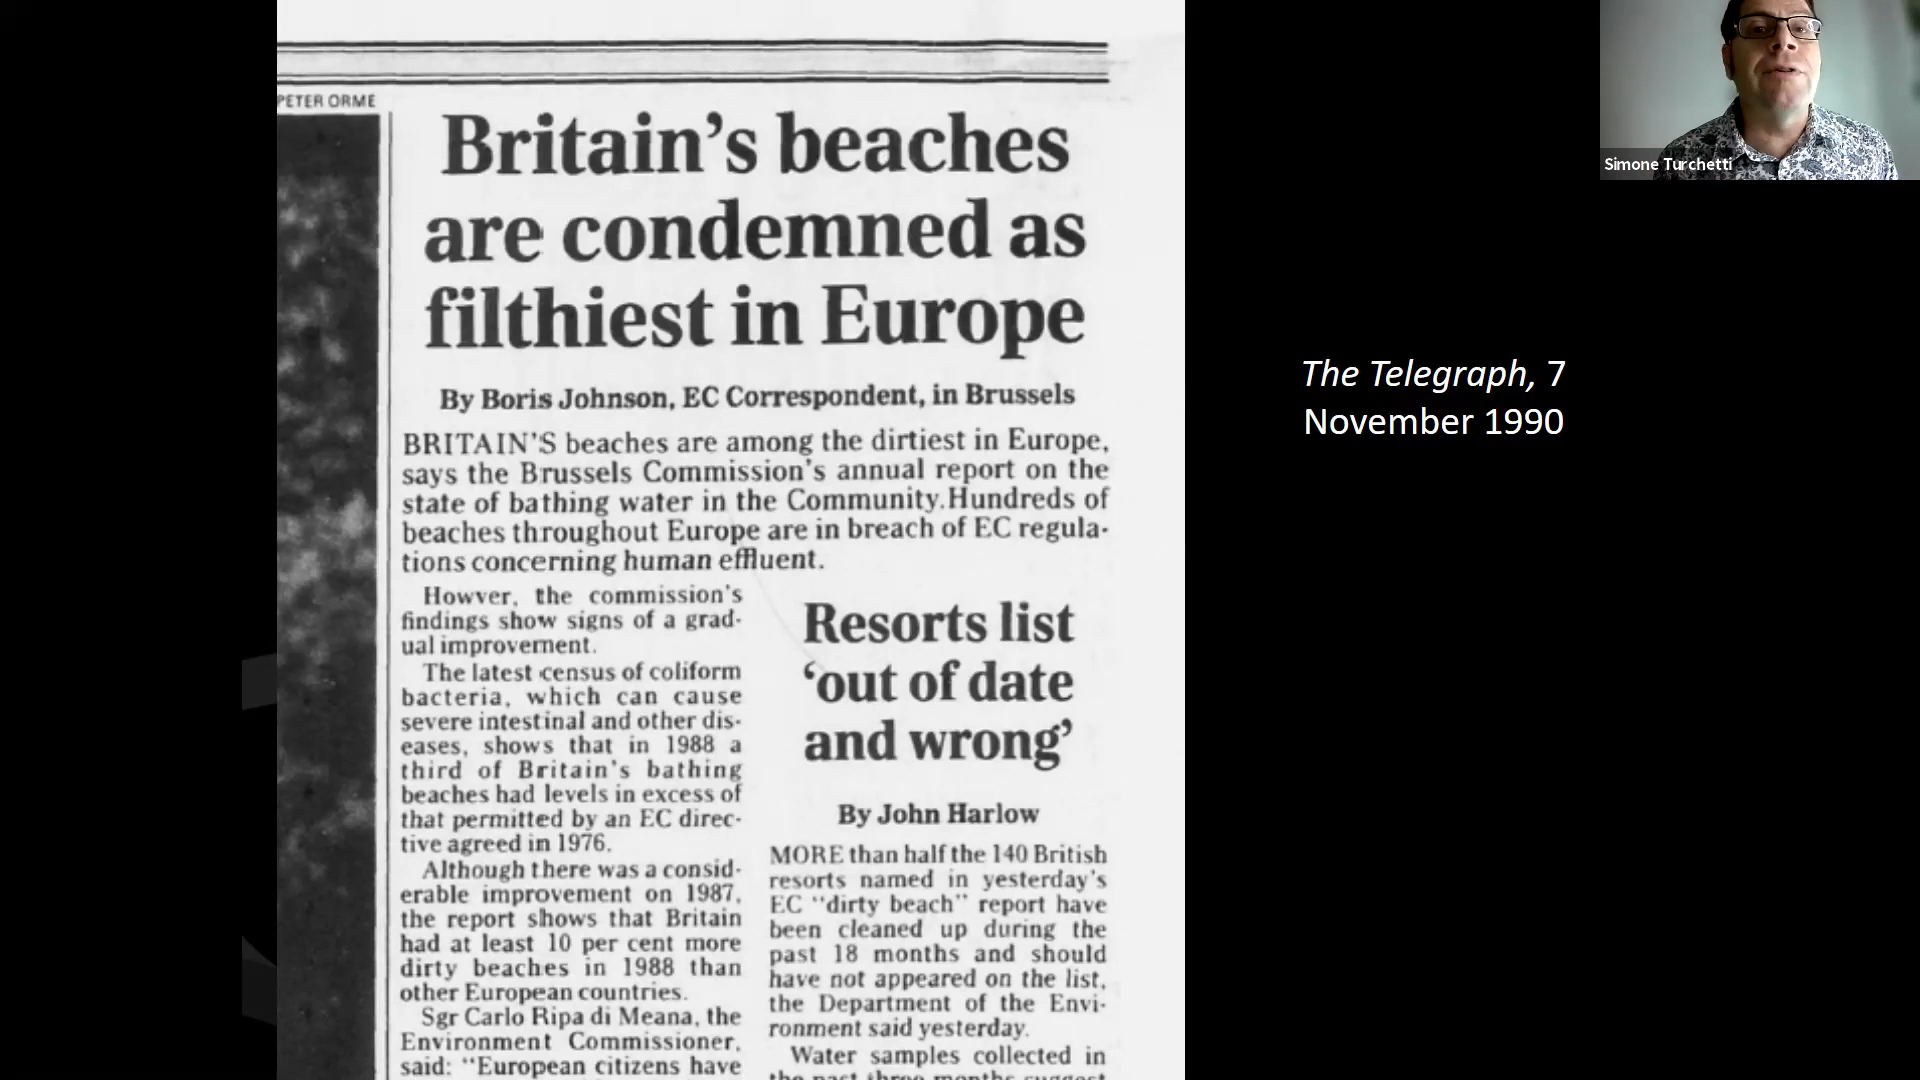 PETER ORME
Britain's beaches
are condemned as
filthiest in Europe
By Boris Johnson, EC Correspondent, in Brussels
BRITAIN'S beaches are among the dirtiest in Europe,
says the Brussels Commission's annual report on the
state of bathing water in the Community.Hundreds of
beaches throughout Europe are in breach of EC regula-
tions concerning human effluent.
Howver, the commission's
findings show signs of a grad-
ual improvement.
The latest census of coliform
bacteria, which can cause
severe intestinal and other dis-
eases, shows that in 1988 a
third of Britain's bathing
beaches had levels in excess of
that permitted by an EC direc-
tive agreed in 1976.
Although there was a consid-
erable improvement on 1987,
the report shows that Britain
had at least 10 per cent more
dirty beaches in 1988 than
other European countries.
Sgr Carlo Ripa di Meana, the
Environment Commissioner,
said: "European citizens have
Resorts list
'out of date
and wrong'
By John Harlow
MORE than half the 140 British
resorts named in yesterday's
EC "dirty beach" report have
been cleaned up during the
past 18 months and should
have not appeared on the list,
the Department of the Envi-
ronment said yesterday.
Water samples collected in
the past three months suggest
The Telegraph, 7
November 1990
Simone Turchetti